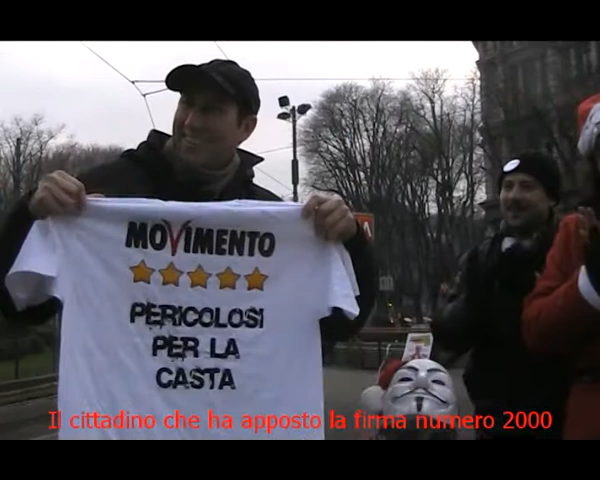 MOVIMENTO
PERICOLOSI
PER LA
CASTA
Il cittadino che ha apposto la firma numero 2000